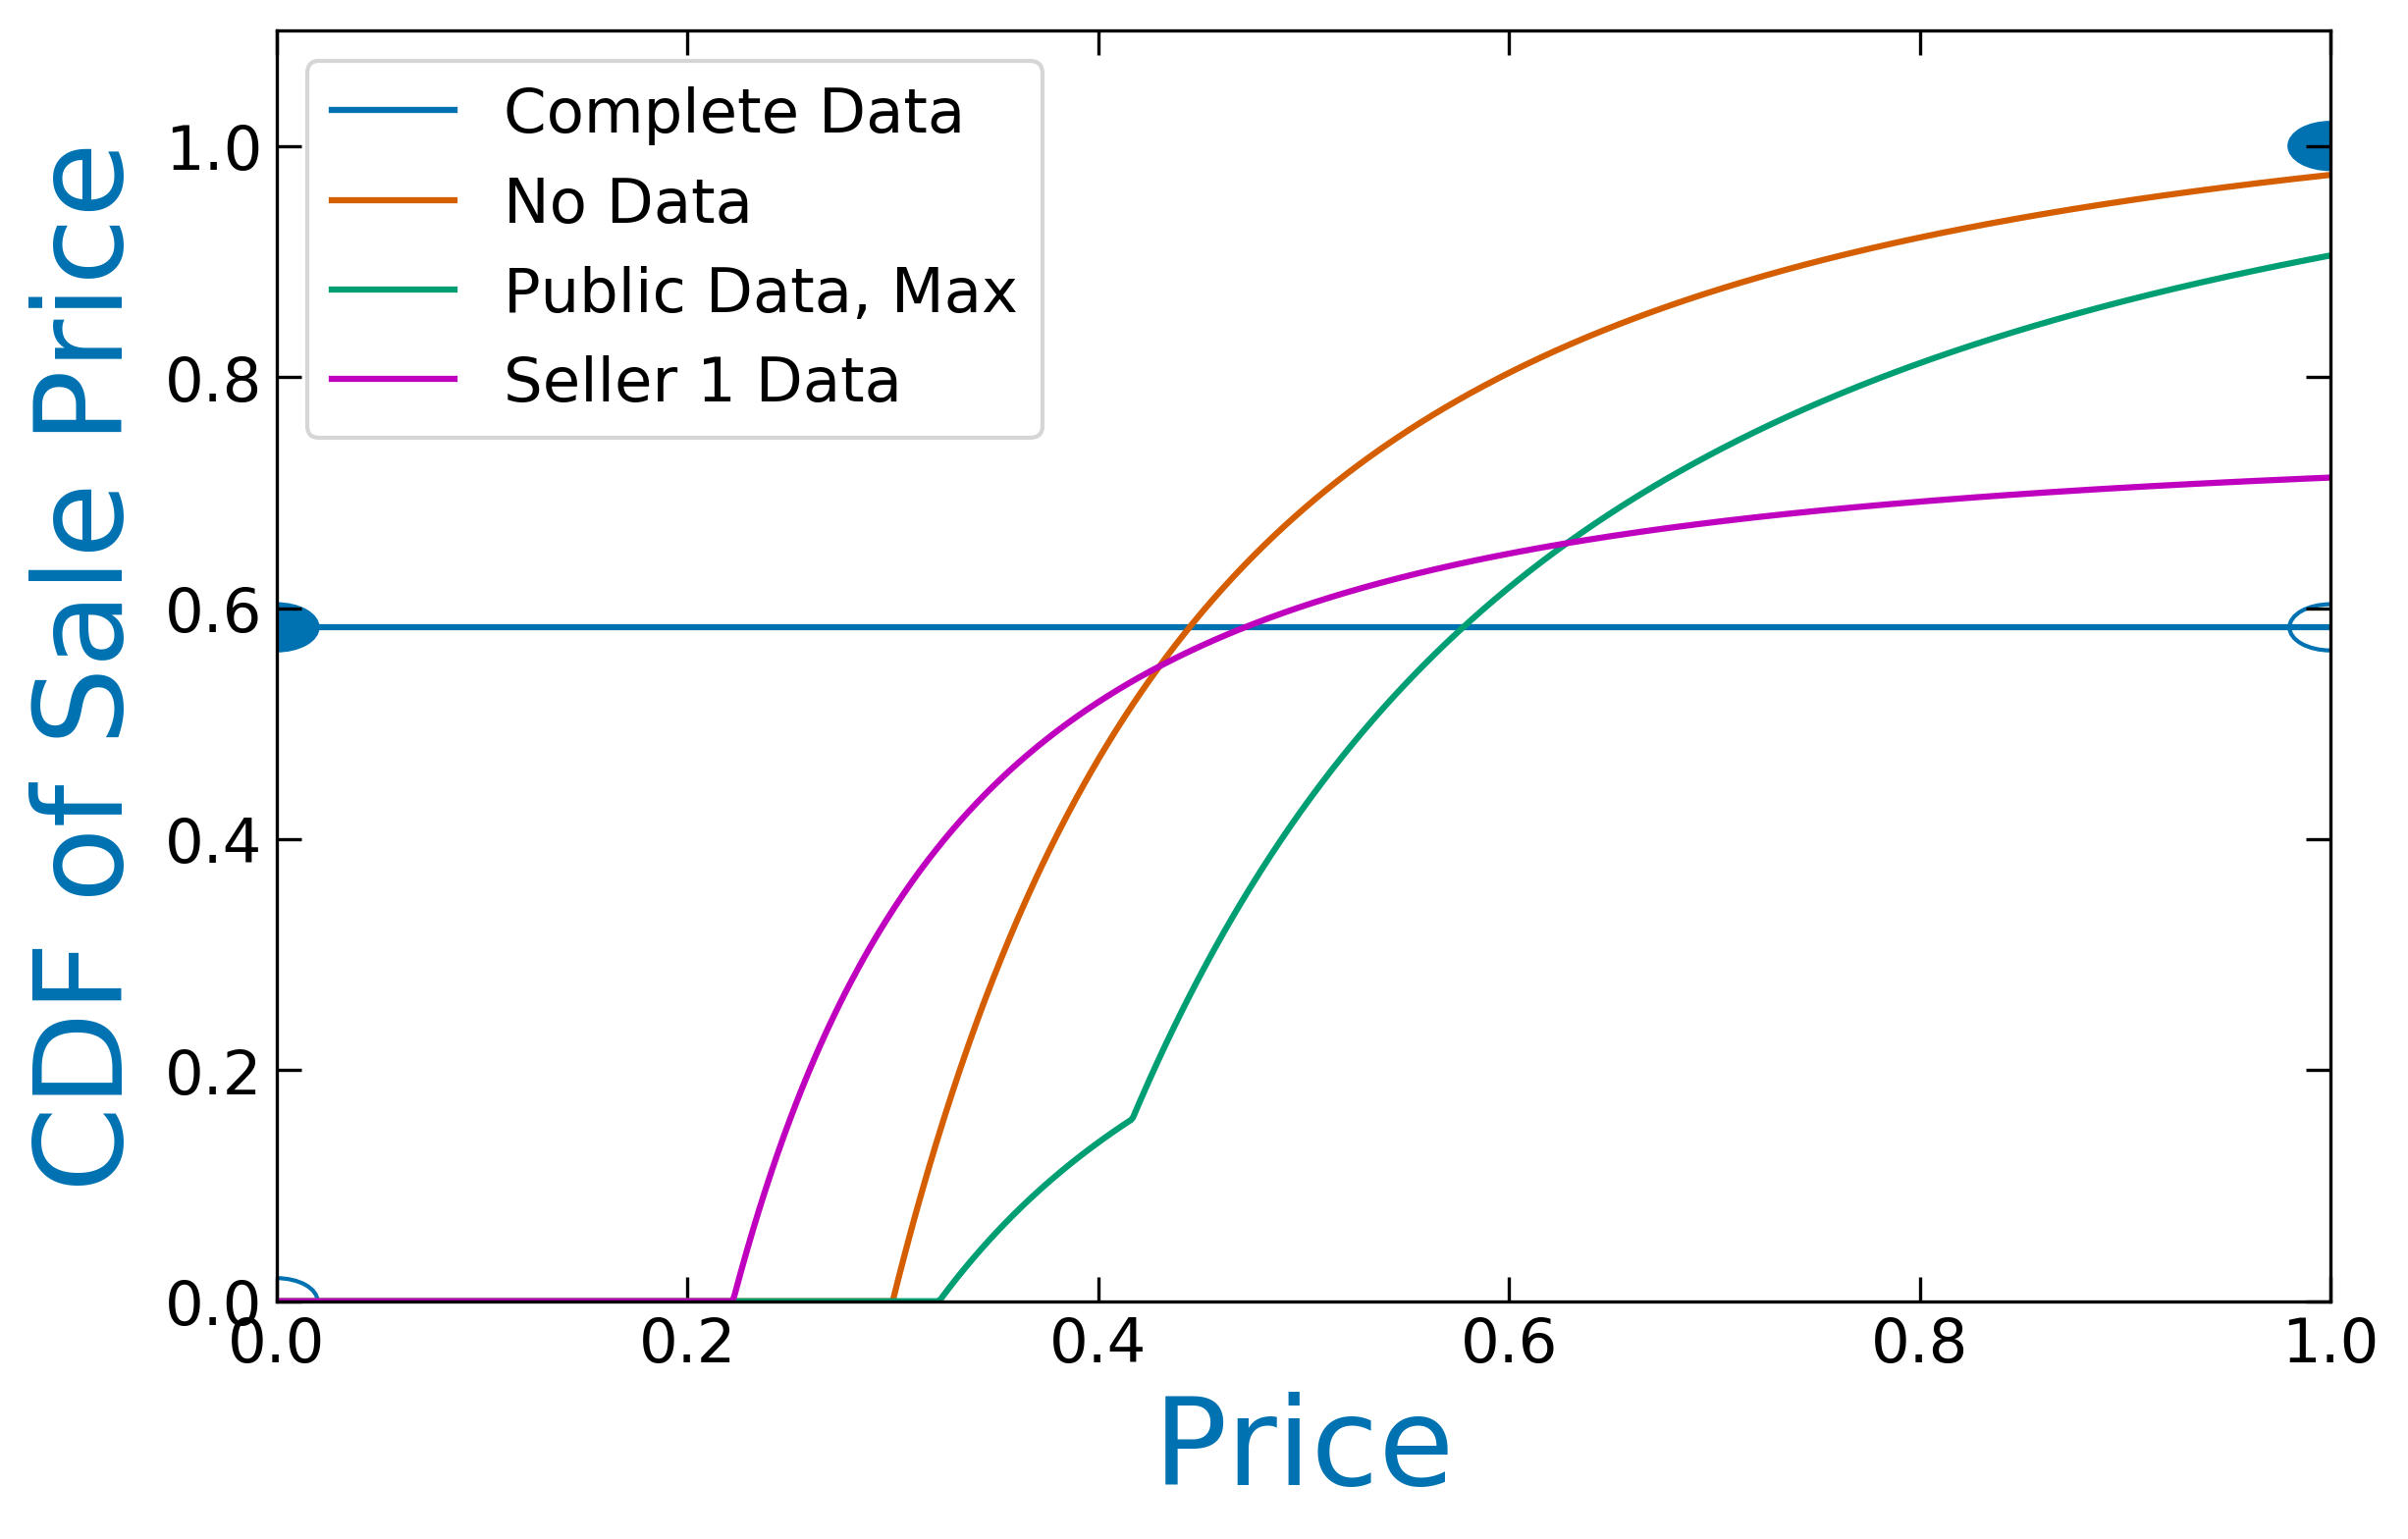 Complete Data
No Data
Public Data, Max
Seller 1 Data
CDF of Sale Price
1.0
0.8
0.6
0.4
0.2
0.0
0.0 0.2 0.4 0.6 0.8 1.0
Price